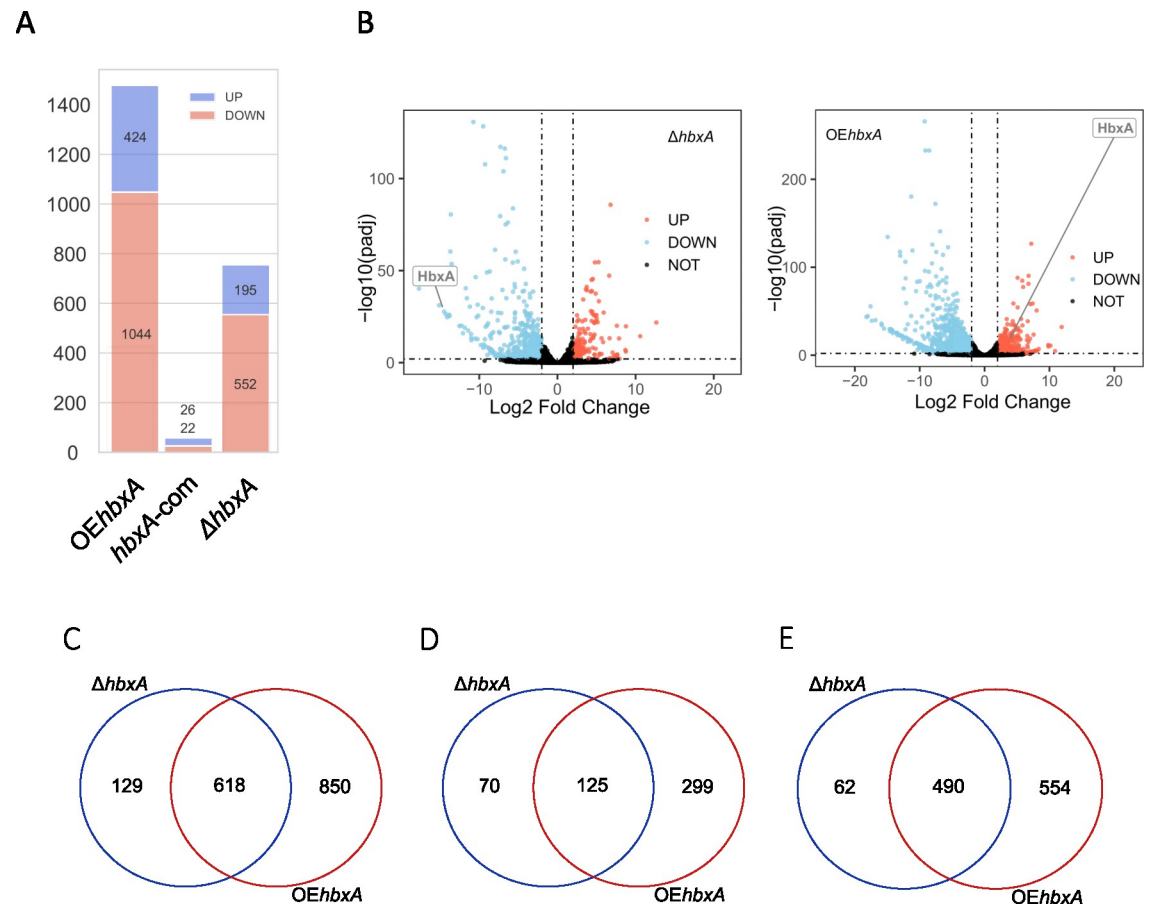 A
B
1400
1200
1000
800
600
400
200
0
UP
DOWN
424
1044
26
22
195
552
OEhbxA
hbxA-com
ΔhbxA
−log10(padj)
100
50
0
−10
0
10
20
Log2 Fold Change
ΔhbxA
HbxA
UP
DOWN
NOT
−log10(padj)
200
100
0
−20
−10
0
10
20
Log2 Fold Change
OEhbxA
HbxA
UP
DOWN
NOT
C
ΔhbxA
129
618
850
OEhbxA
D
ΔhbxA
70
125
299
OEhbxA
E
ΔhbxA
62
490
554
OEhbxA